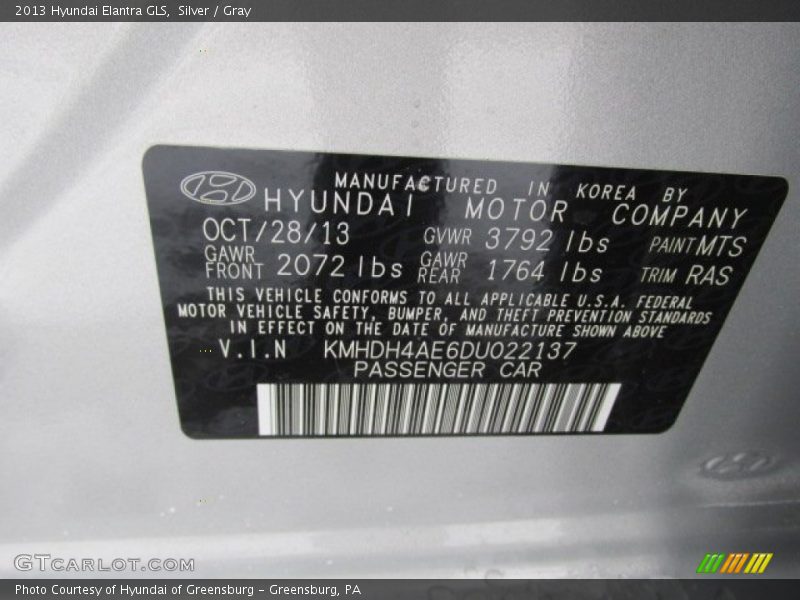 2013 Hyundai Elantra GLS, Silver / Gray
MANUFACTURED IN KOREA BY
HYUNDAI MOTOR COMPANY
OCT/28/13 GVWR 3792 lbs PAINT MTS
GAWR FRONT 2072 lbs GAWR REAR 1764 lbs TRIM RAS
THIS VEHICLE CONFORMS TO ALL APPLICABLE U.S.A. FEDERAL
MOTOR VEHICLE SAFETY, BUMPER, AND THEFT PREVENTION STANDARDS
IN EFFECT ON THE DATE OF MANUFACTURE SHOWN ABOVE
V.I.N KMHDH4AE6DU022137
PASSENGER CAR
GTCARLOT.COM
Photo Courtesy of Hyundai of Greensburg - Greensburg, PA